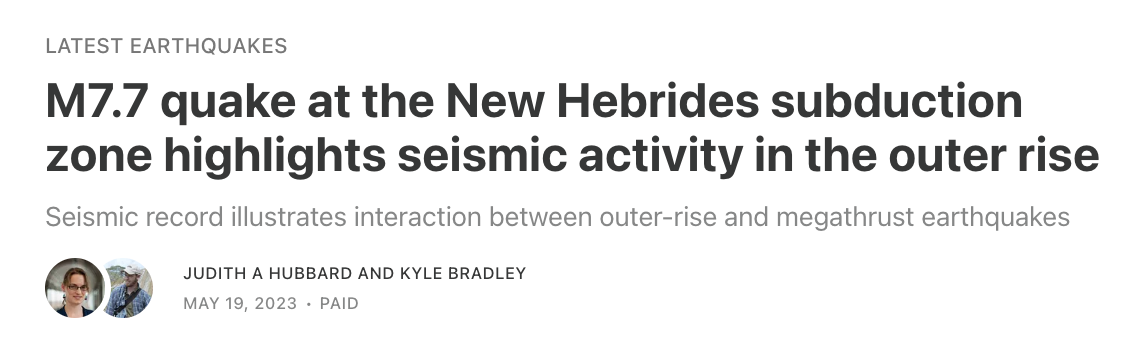 LATEST EARTHQUAKES
M7.7 quake at the New Hebrides subduction
zone highlights seismic activity in the outer rise
Seismic record illustrates interaction between outer-rise and megathrust earthquakes
JUDITH A HUBBARD AND KYLE BRADLEY
MAY 19, 2023 · PAID